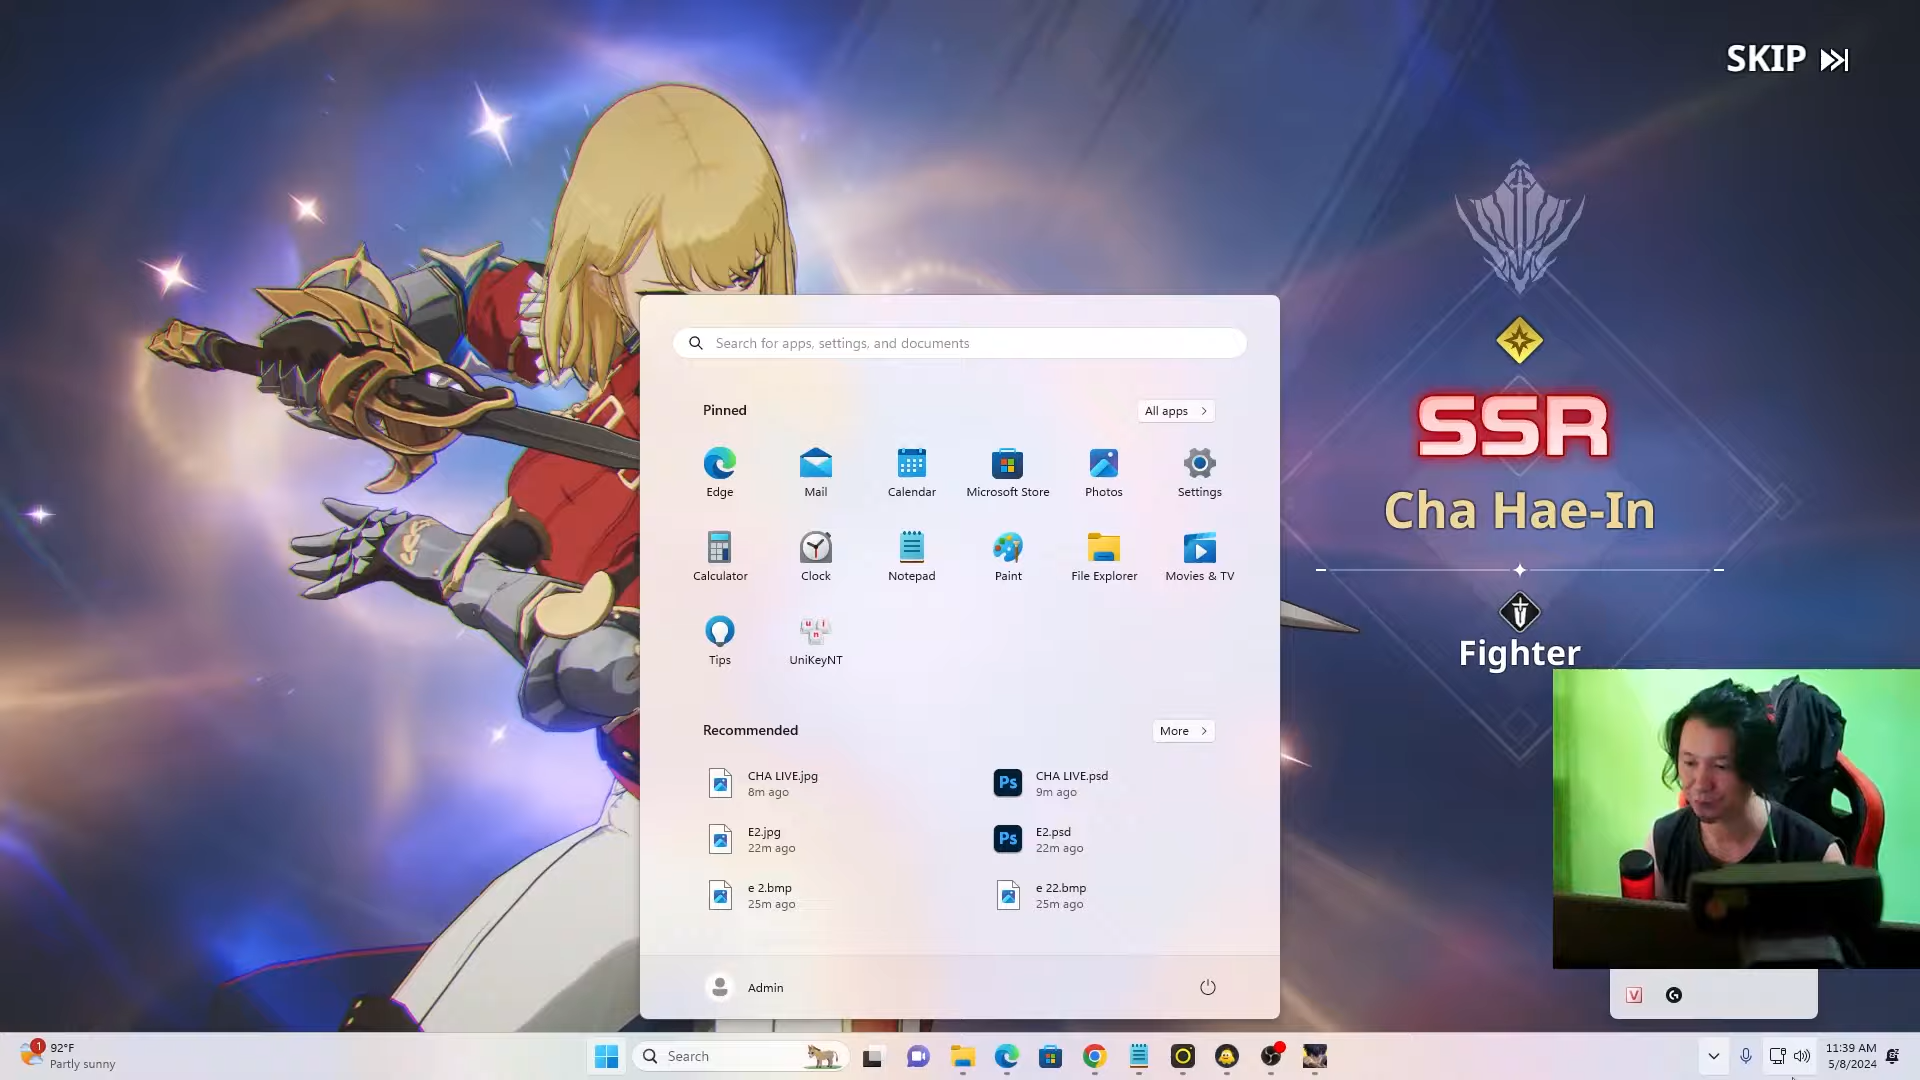 SKIP
SSR
Cha Hae-In
Fighter
Search for apps, settings, and documents
Pinned
All apps
Edge
Mail
Calendar
Microsoft Store
Photos
Settings
Calculator
Clock
Notepad
Paint
File Explorer
Movies & TV
Tips
UniKeyNT
Recommended
More
CHA LIVE.jpg
8m ago
CHA LIVE.psd
9m ago
E2.jpg
22m ago
E2.psd
22m ago
e 2.bmp
25m ago
e 22.bmp
25m ago
Admin
92°F
Partly sunny
Search
11:39 AM
5/8/2024